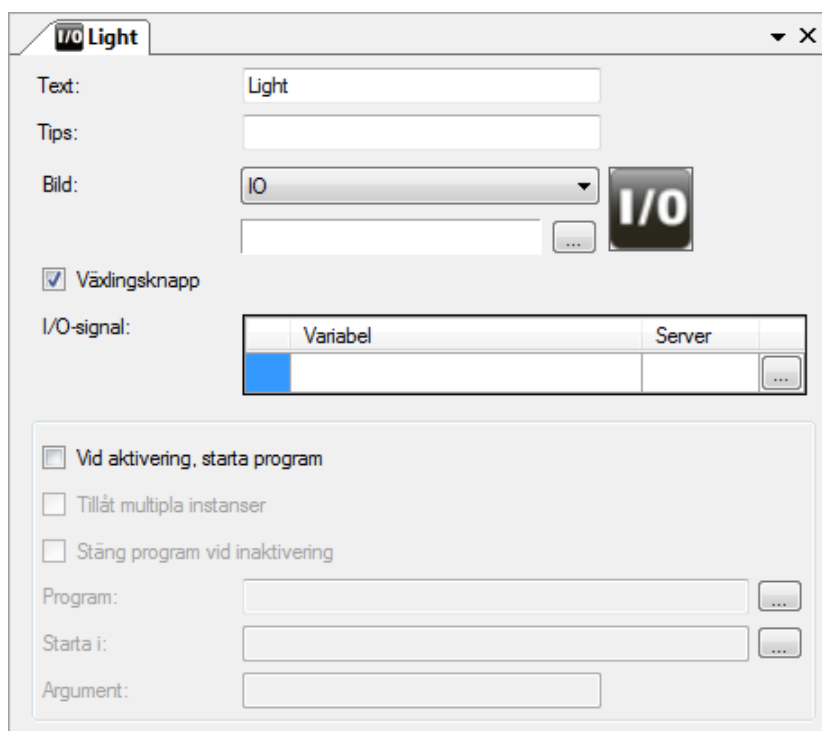 I/O Light
Text: Light
Tips:
Bild: IO
I/O
...
Växlingsknapp
I/O-signal: Variabel Server
...
Vid aktivering, starta program
Tillåt multipla instanser
Stäng program vid inaktivering
Program: ...
Starta i: ...
Argument: